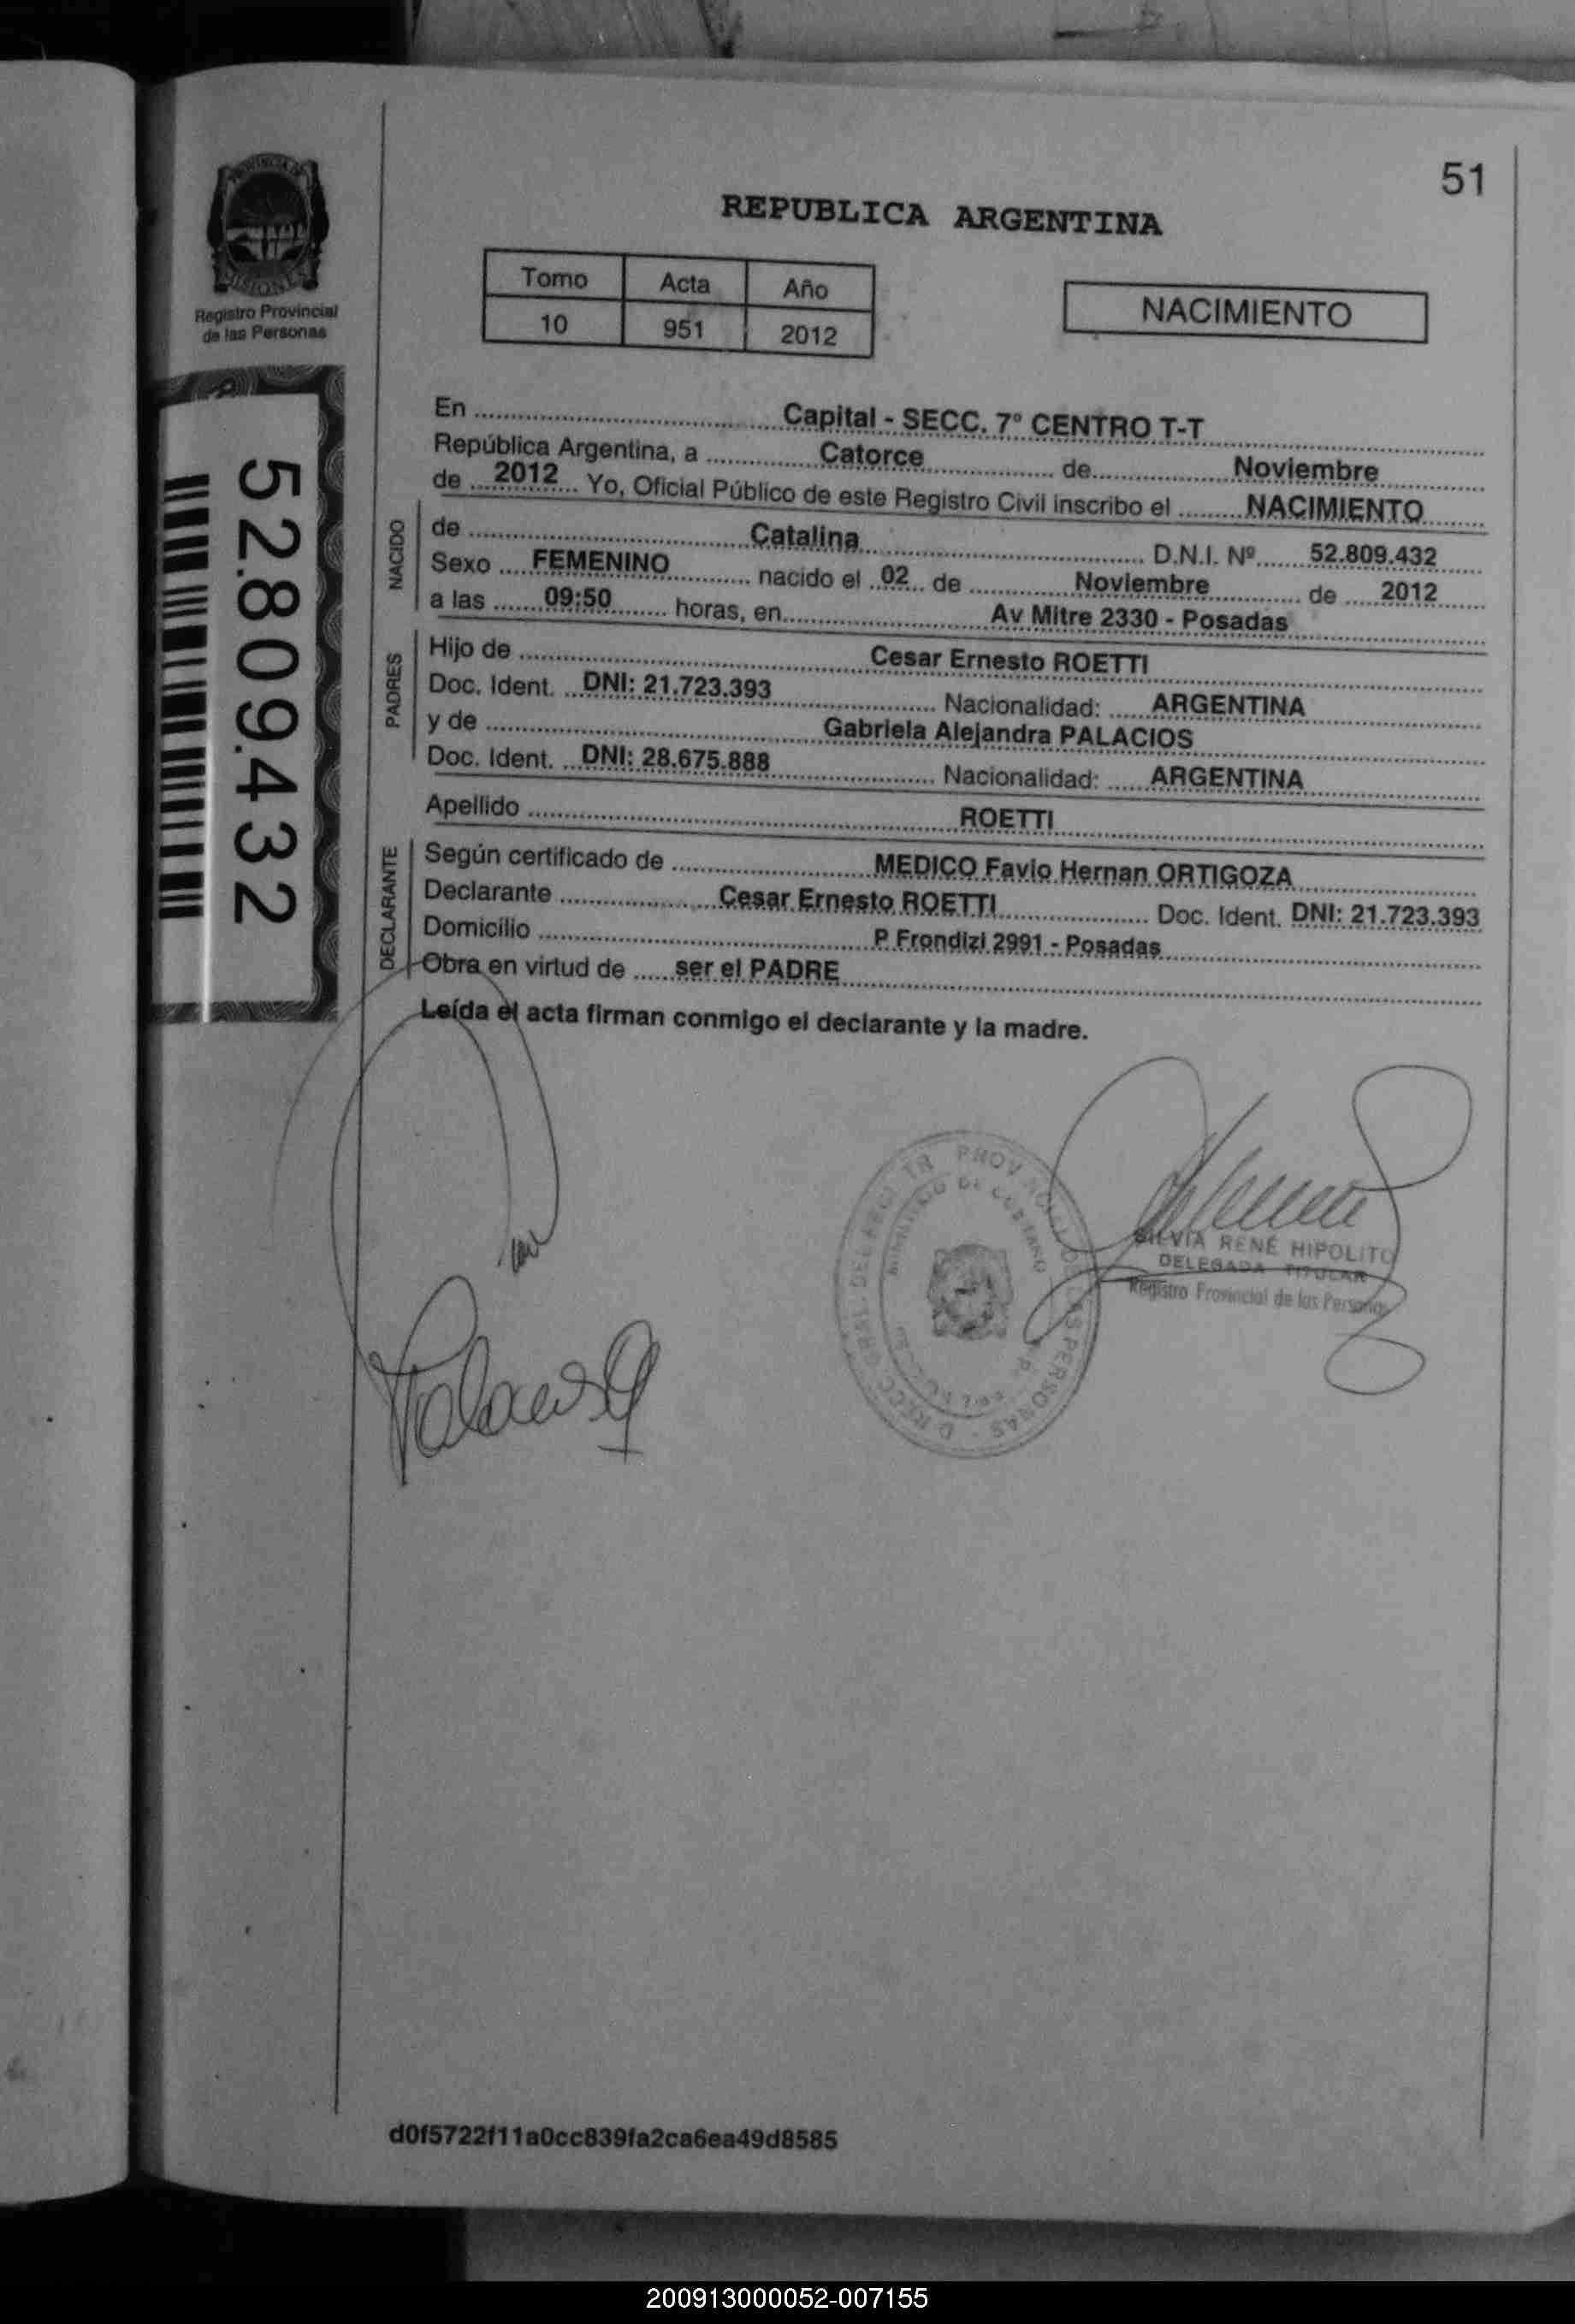 51
REPUBLICA ARGENTINA
PROVINCIA DE
MISIONES
Registro Provincial
de las Personas
Tomo Acta Año
10 951 2012
NACIMIENTO
52.809.432
En Capital - SECC. 7° CENTRO T-T
República Argentina, a Catorce de Noviembre
de 2012 Yo, Oficial Público de este Registro Civil inscribo el NACIMIENTO
NACIDO
de Catalina D.N.I. Nº 52.809.432
Sexo FEMENINO nacido el 02 de Noviembre de 2012
a las 09:50 horas, en Av Mitre 2330 - Posadas
PADRES
Hijo de Cesar Ernesto ROETTI
Doc. Ident. DNI: 21.723.393 Nacionalidad: ARGENTINA
y de Gabriela Alejandra PALACIOS
Doc. Ident. DNI: 28.675.888 Nacionalidad: ARGENTINA
Apellido ROETTI
DECLARANTE
Según certificado de MEDICO Favio Hernan ORTIGOZA
Declarante Cesar Ernesto ROETTI Doc. Ident. DNI: 21.723.393
Domicilio P. Frondizi 2991 - Posadas
Obra en virtud de ser el PADRE
Leída el acta firman conmigo el declarante y la madre.
SILVIA RENÉ HIPOLITO
DELEGADA TITULAR
Registro Provincial de las Personas
d0f5722f11a0cc839fa2ca6ea49d8585
200913000052-007155